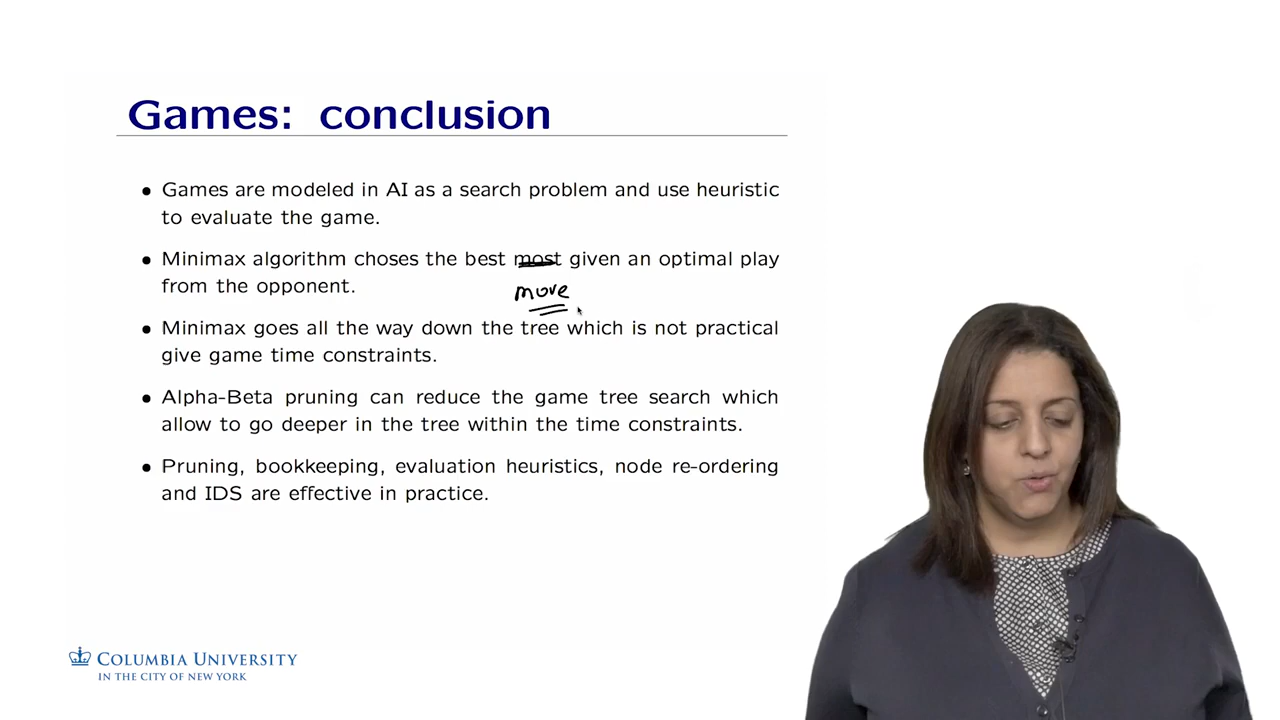 Games: conclusion
• Games are modeled in AI as a search problem and use heuristic
to evaluate the game.
• Minimax algorithm choses the best most given an optimal play
from the opponent.
move
• Minimax goes all the way down the tree which is not practical
give game time constraints.
• Alpha-Beta pruning can reduce the game tree search which
allow to go deeper in the tree within the time constraints.
• Pruning, bookkeeping, evaluation heuristics, node re-ordering
and IDS are effective in practice.
COLUMBIA UNIVERSITY
IN THE CITY OF NEW YORK